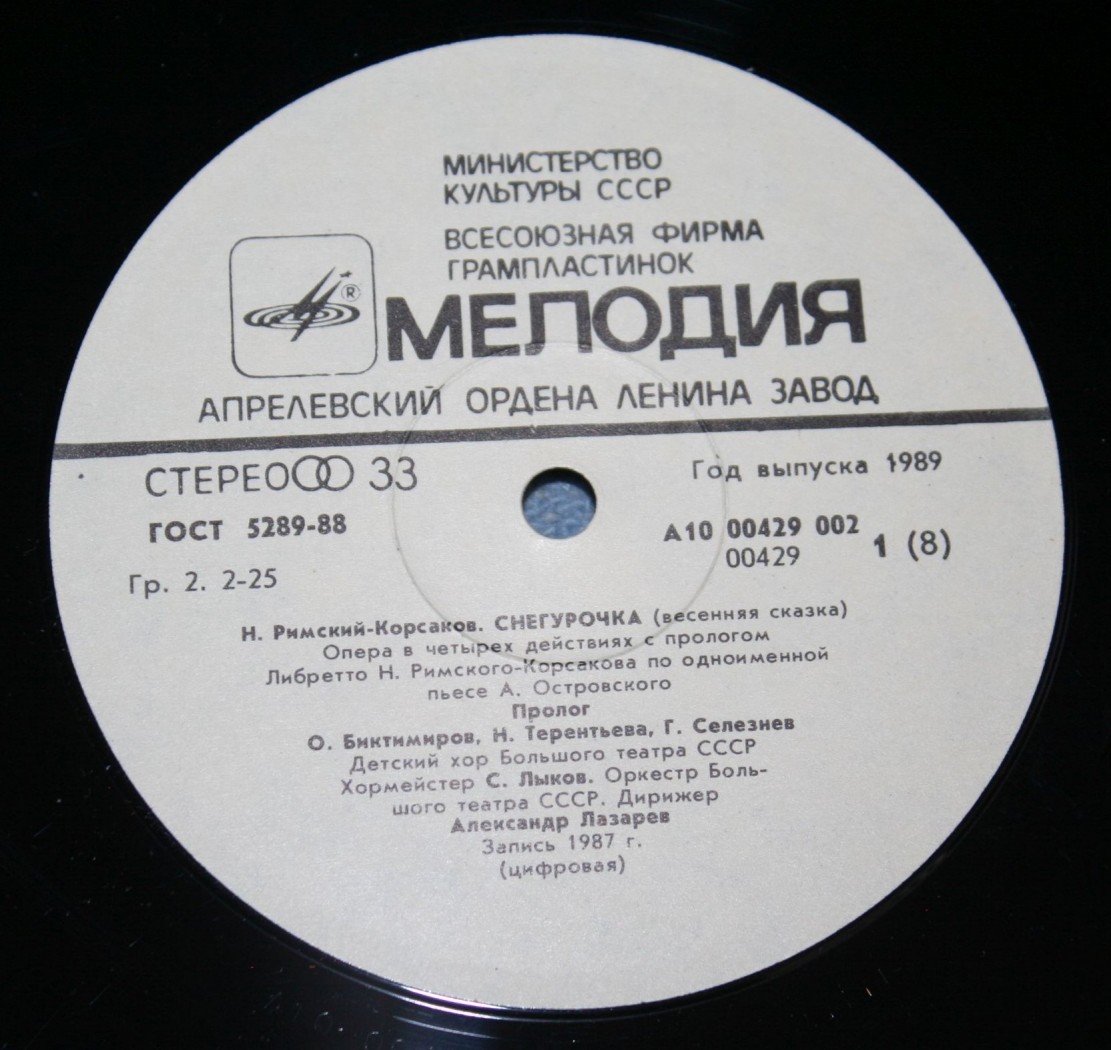 МИНИСТЕРСТВО
КУЛЬТУРЫ СССР
ВСЕСОЮЗНАЯ ФИРМА
ГРАМПЛАСТИНОК
®
МЕЛОДИЯ
АПРЕЛЕВСКИЙ ОРДЕНА ЛЕНИНА ЗАВОД
СТЕРЕО 33
Год выпуска 1989
ГОСТ 5289-88
А10 00429 002
00429
1 (8)
Гр. 2. 2-25
Н. Римский-Корсаков. СНЕГУРОЧКА (весенняя сказка)
Опера в четырех действиях с прологом
Либретто Н. Римского-Корсакова по одноименной
пьесе А. Островского
Пролог
О. Биктимиров, Н. Терентьева, Г. Селезнев
Детский хор Большого театра СССР
Хормейстер С. Лыков. Оркестр Боль-
шого театра СССР. Дирижер
Александр Лазарев
Запись 1987 г.
(цифровая)